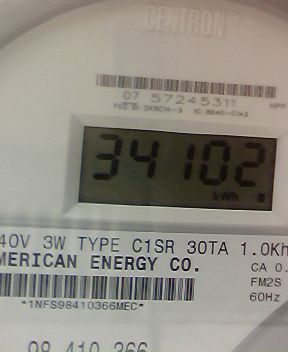 CENTRON®
07 57245311
HPP
34102
kWh
40V 3W TYPE C1SR 30TA 1.0Kh
MERICAN ENERGY CO.
CA 0.
*1NFS98410366MEC*
FM2S
60Hz
98 410 366